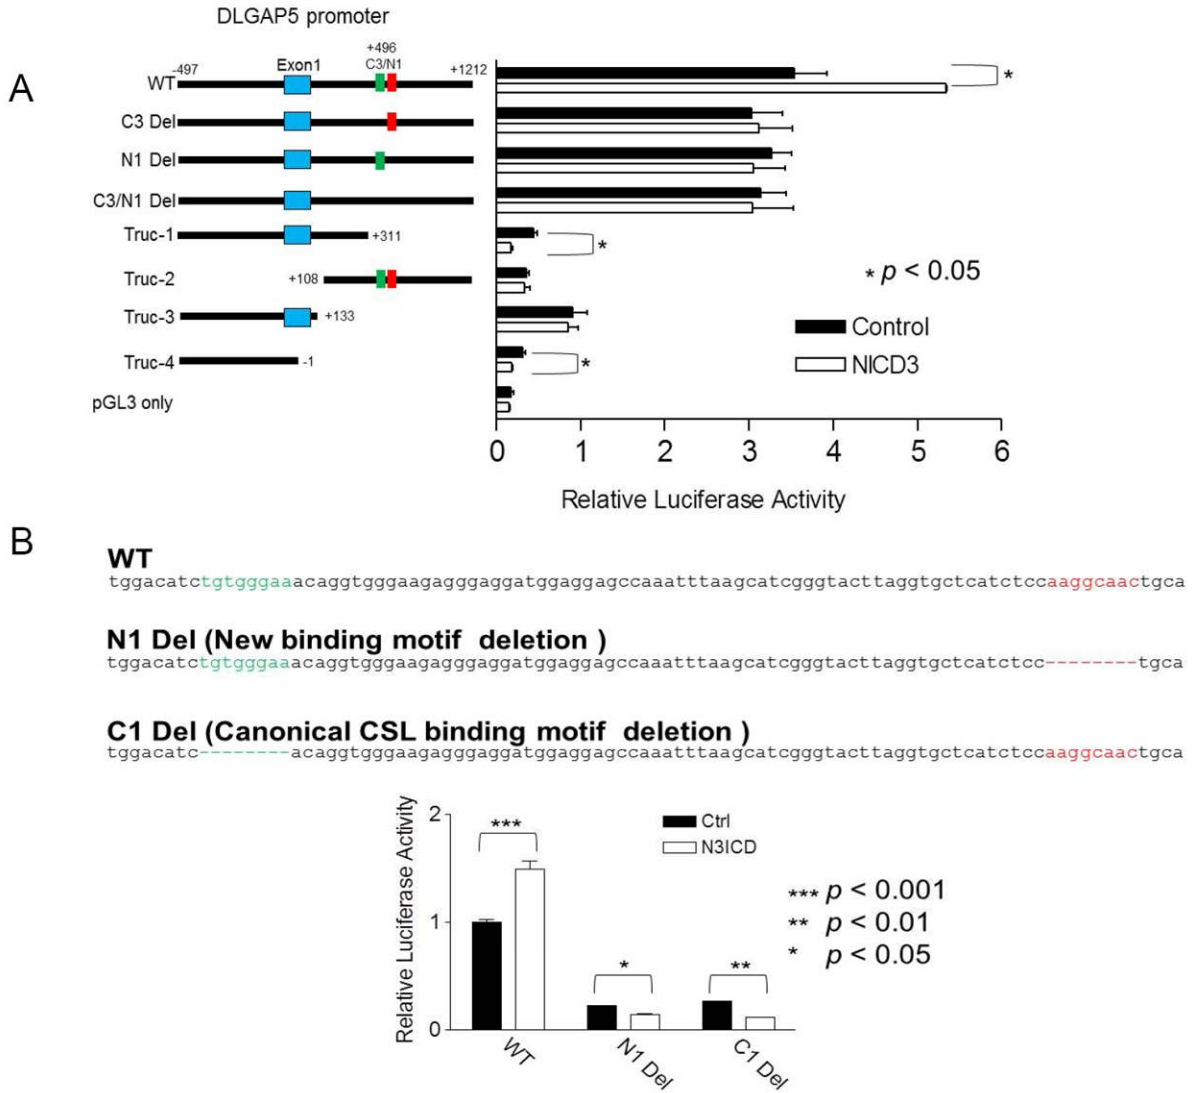 DLGAP5 promoter
A
+496
Exon1 C3/N1
-497 +1212
WT
*
C3 Del
N1 Del
C3/N1 Del
Truc-1 +311
*
Truc-2 +108
* p < 0.05
Truc-3 +133
Control
Truc-4 -1
*
NICD3
pGL3 only
0 1 2 3 4 5 6
Relative Luciferase Activity
B
WT
tggacatctgtgggaaacaggtgggaagagggaggatggaggagccaaatttaagcatcgggtacttaggtgctcatctccaaggcaactgca
N1 Del (New binding motif deletion )
tggacatctgtgggaaacaggtgggaagagggaggatggaggagccaaatttaagcatcgggtacttaggtgctcatctcc--------tgca
C1 Del (Canonical CSL binding motif deletion )
tggacatc--------acaggtgggaagagggaggatggaggagccaaatttaagcatcgggtacttaggtgctcatctccaaggcaactgca
Relative Luciferase Activity
2
1
0
***
*
**
Ctrl
N3ICD
*** p < 0.001
** p < 0.01
* p < 0.05
WT
N1 Del
C1 Del